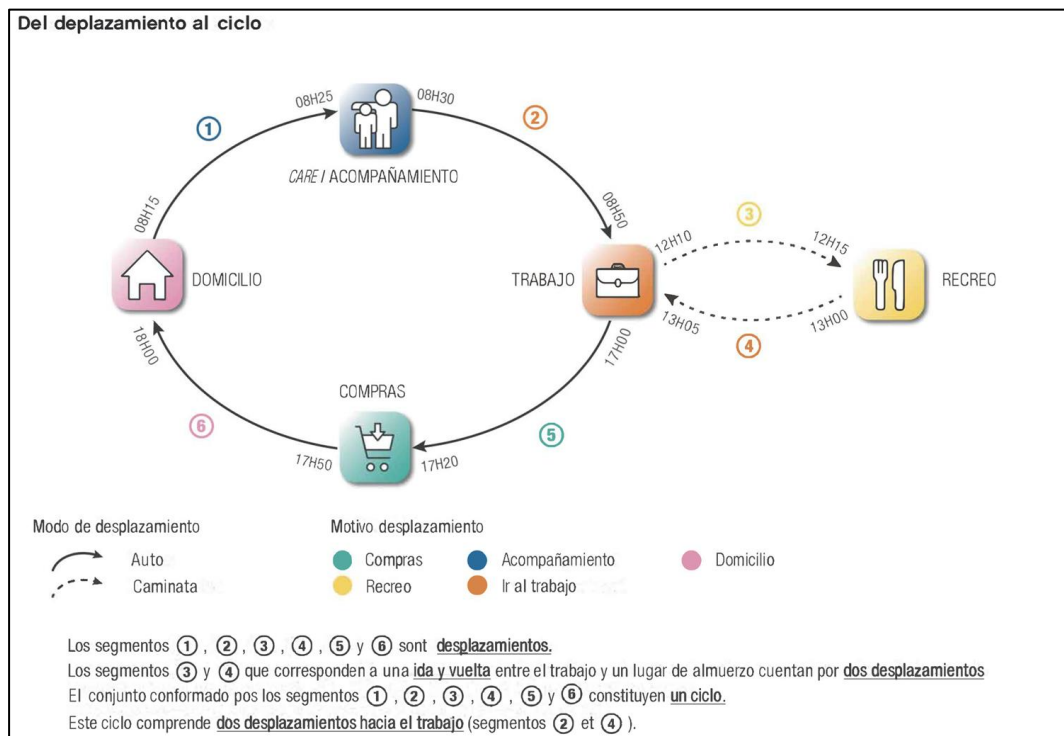 Del deplazamiento al ciclo
08H25
08H30
1
2
CARE / ACOMPAÑAMIENTO
08H15
08H50
3
12H10
12H15
DOMICILIO
TRABAJO
RECREO
13H05
13H00
4
18H00
17H00
COMPRAS
6
5
17H50
17H20
Modo de desplazamiento
Auto
Caminata
Motivo desplazamiento
Compras
Acompañamiento
Domicilio
Recreo
Ir al trabajo
Los segmentos 1 , 2 , 3 , 4 , 5 y 6 sont desplazamientos.
Los segmentos 3 y 4 que corresponden a una ida y vuelta entre el trabajo y un lugar de almuerzo cuentan por dos desplazamientos
El conjunto conformado pos los segmentos 1 , 2 , 3 , 4 , 5 y 6 constituyen un ciclo.
Este ciclo comprende dos desplazamientos hacia el trabajo (segmentos 2 et 4 ).